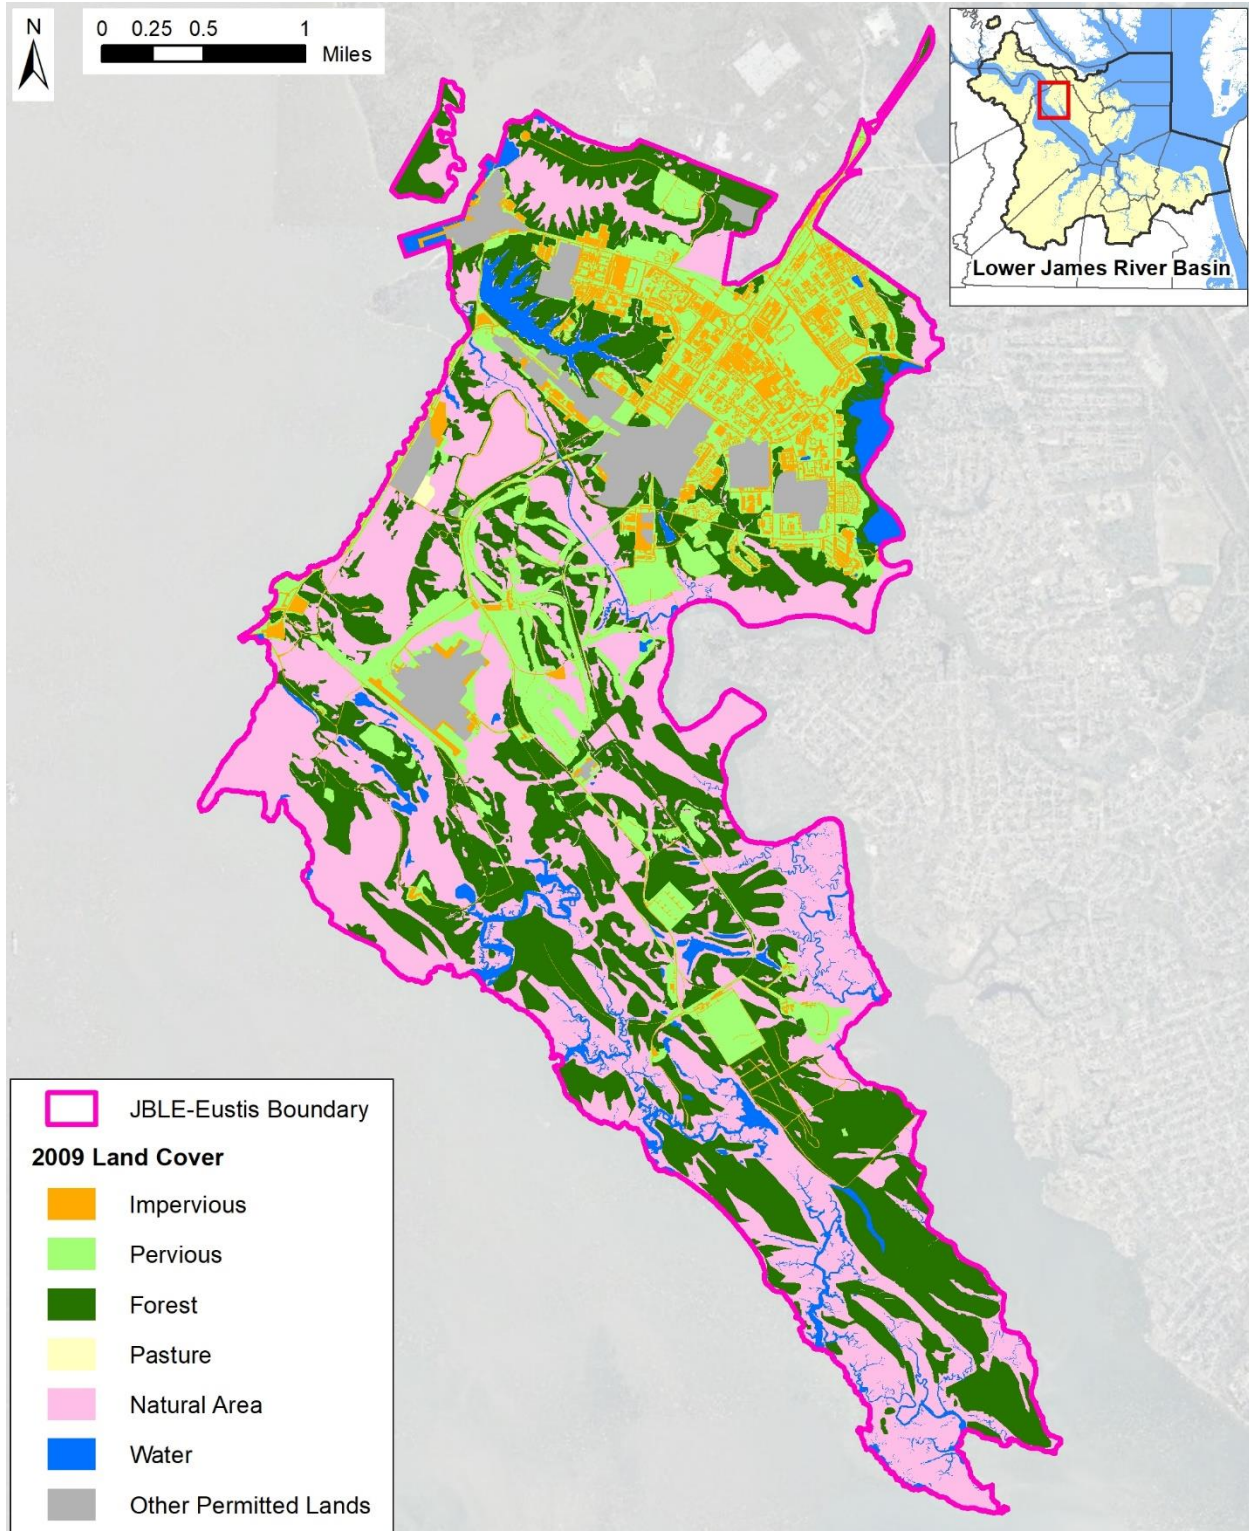 N
0 0.25 0.5 1
Miles
Lower James River Basin
JBLE-Eustis Boundary
2009 Land Cover
Impervious
Pervious
Forest
Pasture
Natural Area
Water
Other Permitted Lands